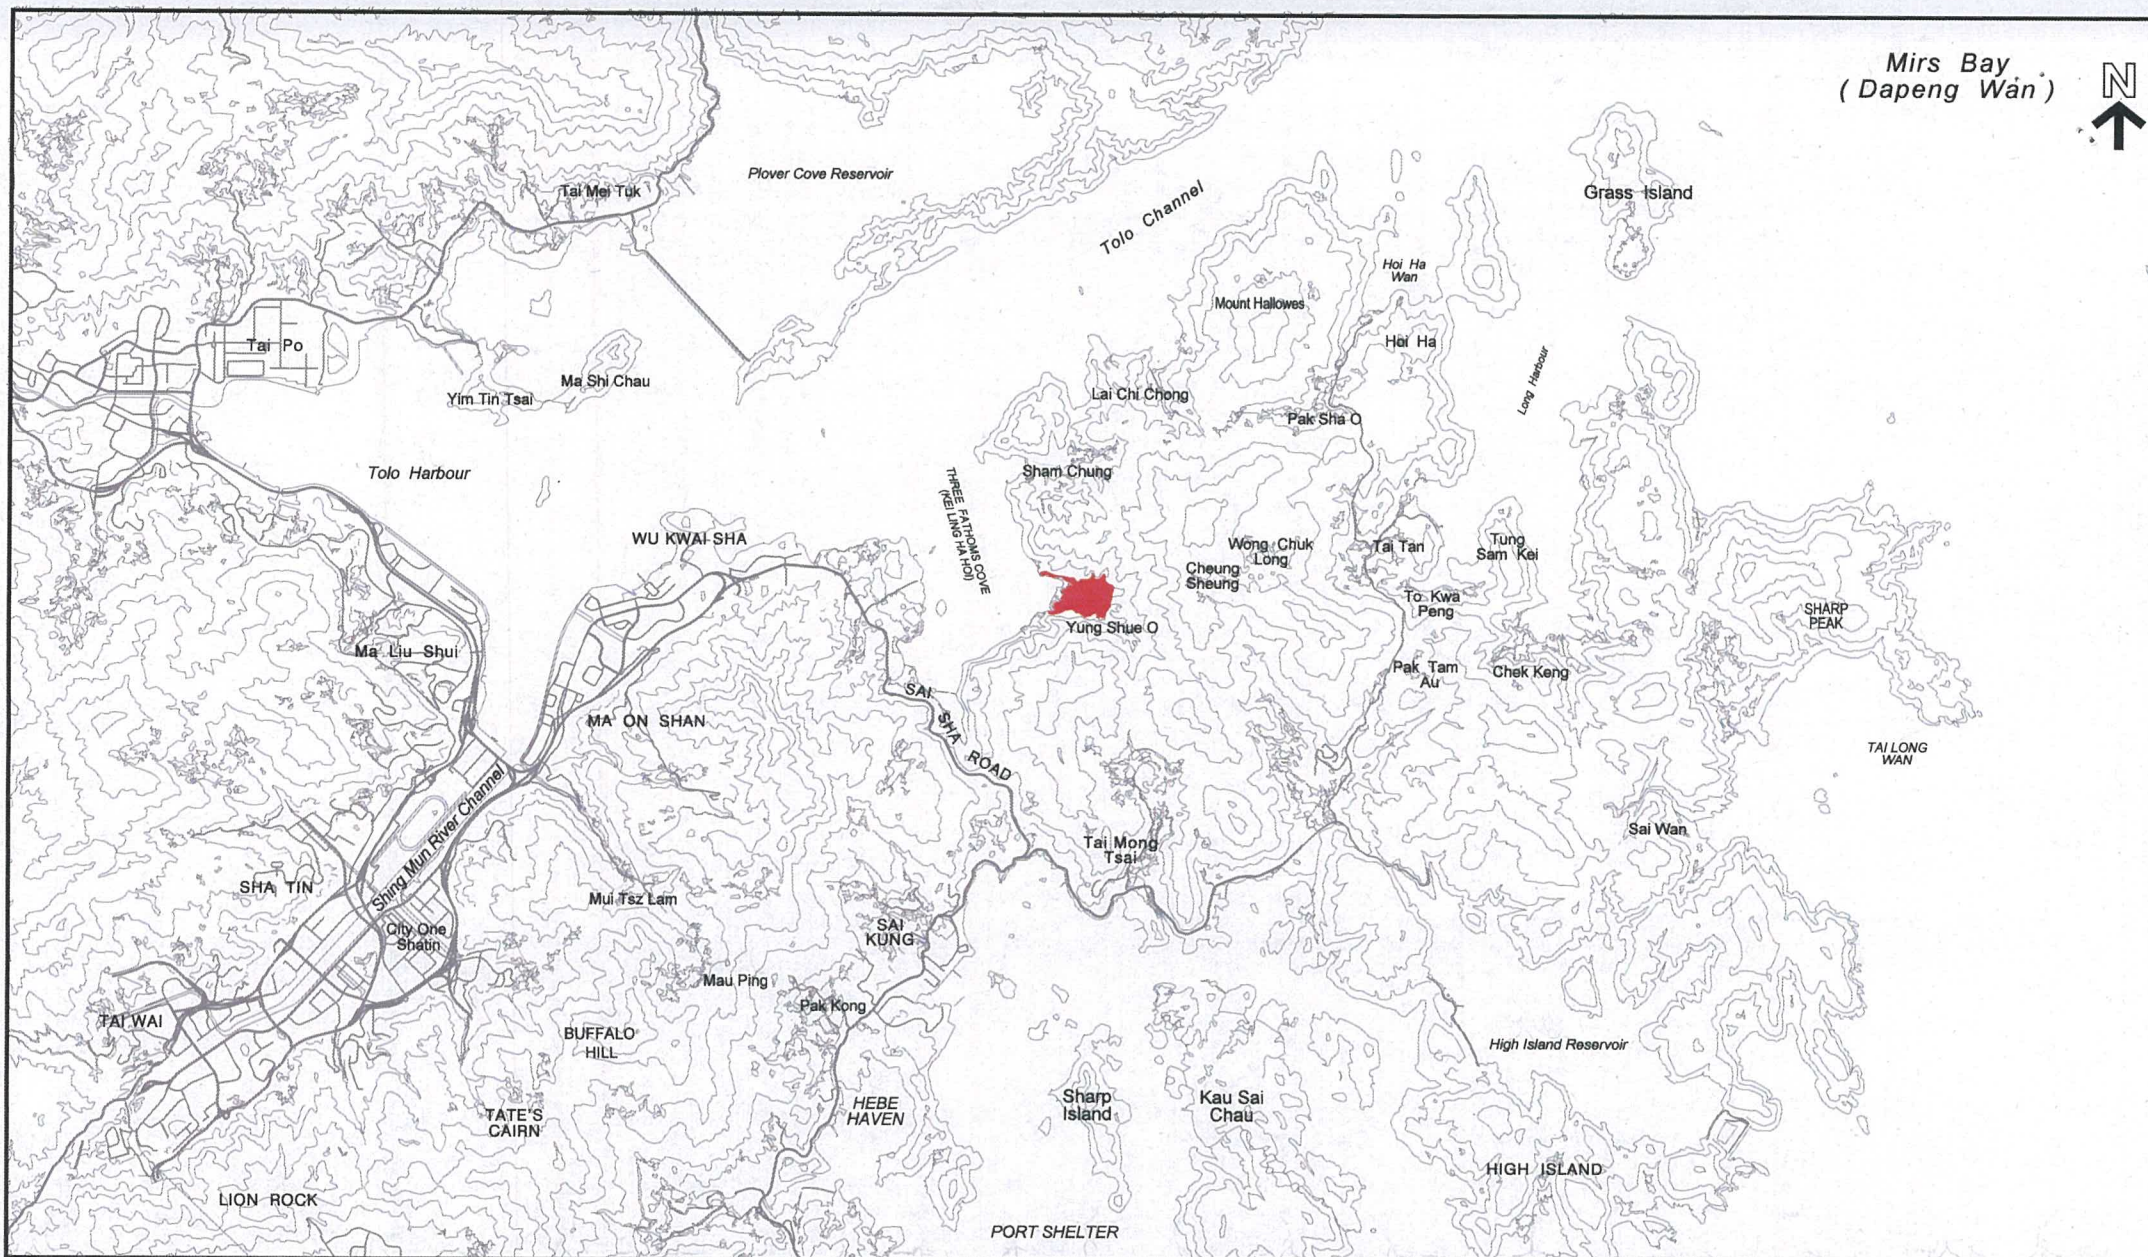 Mirs Bay
( Dapeng Wan )
N
Plover Cove Reservoir
Tai Mei Tuk
Grass Island
Tolo Channel
Hoi Ha
Wan
Mount Hallowes
Hoi Ha
Tai Po
Long Harbour
Ma Shi Chau
Yim Tin Tsai
Lai Chi Chong
Pak Sha O
Tolo Harbour
Sham Chung
THREE FATHOMS COVE
(KEI LING HA HOI)
WU KWAI SHA
Wong Chuk
Long
Tai Tan
Tung
Sam Kei
Cheung
Sheung
To Kwa
Peng
SHARP
PEAK
Yung Shue O
Ma Liu Shui
Pak Tam
Au
Chek Keng
SAI SHA ROAD
MA ON SHAN
TAI LONG
WAN
Shing Mun River Channel
Sai Wan
Tai Mong
Tsai
SHA TIN
Mui Tsz Lam
City One
Shatin
SAI
KUNG
Mau Ping
Pak Kong
TAI WAI
BUFFALO
HILL
High Island Reservoir
Sharp
Island
Kau Sai
Chau
HEBE
HAVEN
TATE'S
CAIRN
HIGH ISLAND
LION ROCK
PORT SHELTER